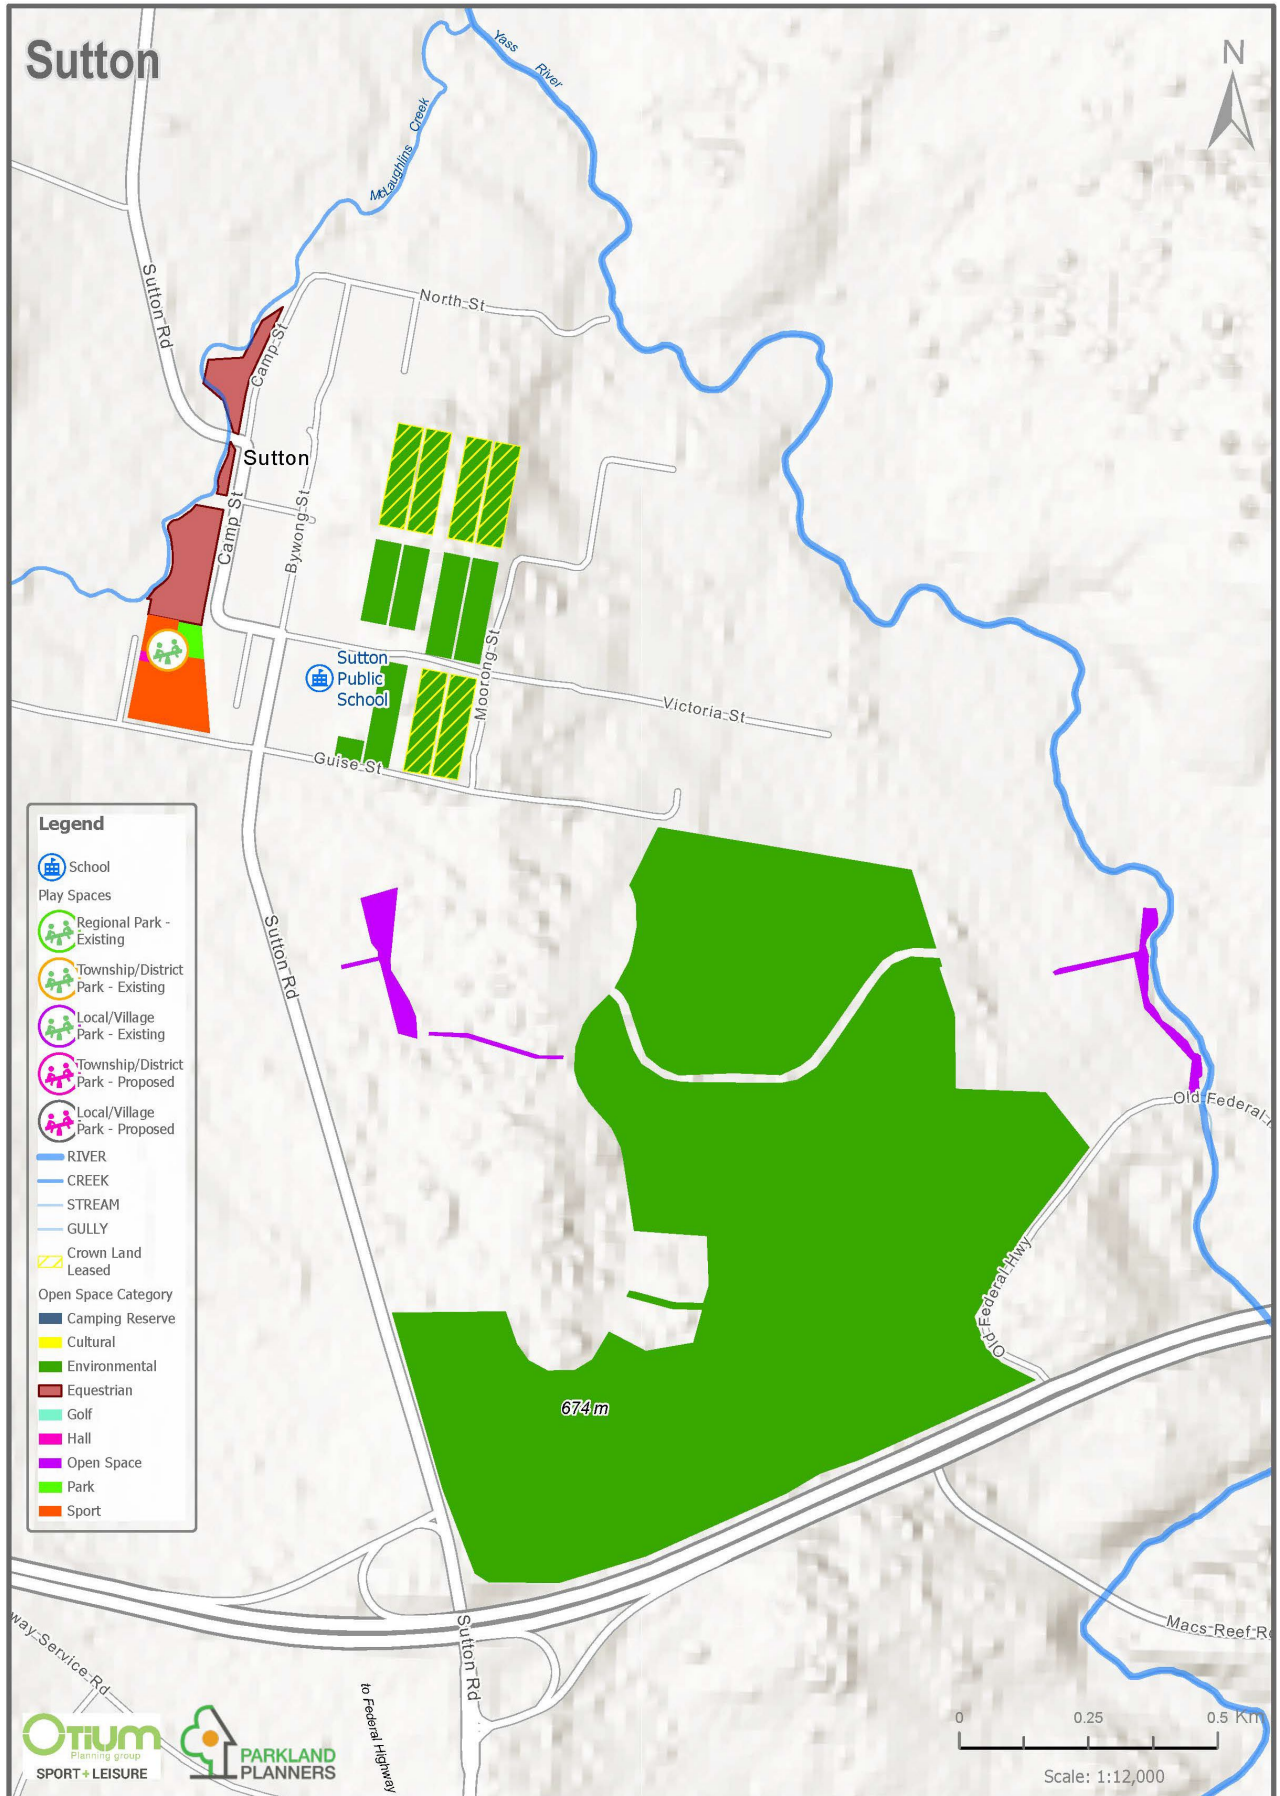 Sutton
N
Yass
River
McLaughlins Creek
Sutton Rd
North St
Camp St
Sutton
Camp St
Bywong St
Moorong St
Sutton
Public
School
Victoria St
Guise St
Sutton Rd
Legend
School
Play Spaces
Regional Park -
Existing
Township/District
Park - Existing
Local/Village
Park - Existing
Township/District
Park - Proposed
Local/Village
Park - Proposed
RIVER
CREEK
STREAM
GULLY
Crown Land
Leased
Open Space Category
Camping Reserve
Cultural
Environmental
Equestrian
Golf
Hall
Open Space
Park
Sport
Old Federal
Old Federal Hwy
674 m
Sutton Rd
Macs Reef R
way Service Rd
to Federal Highway
OTiUM
Planning group
SPORT + LEISURE
PARKLAND
PLANNERS
0 0.25 0.5 Km
Scale: 1:12,000